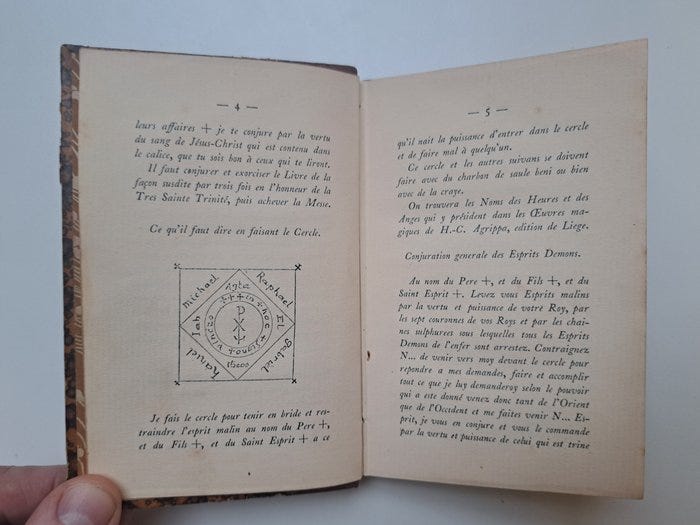 — 4 —
leurs affaires + je te conjure par la vertu
du sang de Jésus-Christ qui est contenu dans
le calice, que tu sois bon à ceux qui te liront.
Il faut conjurer et exorciser le Livre de la
façon susdite par trois fois en l'honneur de la
Tres Sainte Trinité, puis achever la Messe.
Ce qu'il faut dire en faisant le Cercle.
Michael
Raphael
Agla
El
Gabriel
Iah
in + hoc +
signo +
vinces
Je fais le cercle pour tenir en bride et res-
traindre l'esprit malin au nom du Pere +,
et du Fils +, et du Saint Esprit + a ce
— 5 —
qu'il nait la puissance d'entrer dans le cercle
et de faire mal à quelqu'un.
Ce cercle et les autres suivans se doivent
faire avec du charbon de saule beni ou bien
avec de la craye.
On trouvera les Noms des Heures et des
Anges qui y président dans les Œuvres ma-
giques de H.-C. Agrippa, edition de Liege.
Conjuration generale des Esprits Demons.
Au nom du Pere +, et du Fils +, et du
Saint Esprit +. Levez vous Esprits malins
par la vertu et puissance de votre Roy, par
les sept couronnes de vos Roys et par les chai-
nes sulphurees sous lesquelles tous les Esprits
Demons de l'enfer sont arrestez. Contraignez
N... de venir vers moy devant le cercle pour
repondre a mes demandes, faire et accomplir
tout ce que je luy demanderoy selon le pouvoir
qui a este donné venez donc tant de l'Orient
que de l'Occident et me faites venir N... Es-
prit, je vous en conjure et vous le commande
par la vertu et puissance de celui qui est trine